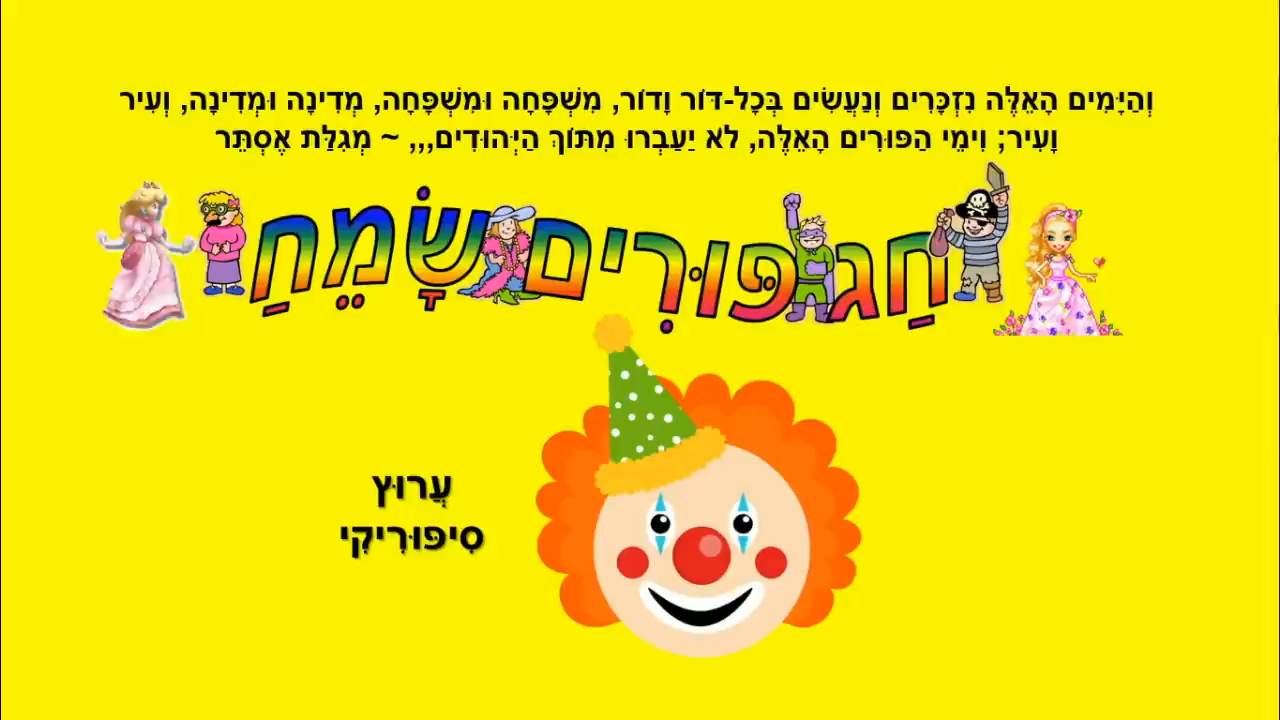 וְהַיָּמִים הָאֵלֶּה נִזְכָּרִים וְנַעֲשִׂים בְּכָל-דּוֹר וָדוֹר, מִשְׁפָּחָה וּמִשְׁפָּחָה, מְדִינָה וּמְדִינָה, וְעִיר
וָעִיר; וִימֵי הַפּוּרִים הָאֵלֶּה, לֹא יַעַבְרוּ מִתּוֹךְ הַיְּהוּדִים,,, ~ מְגִלַּת אֶסְתֵּר
חַג פּוּרִים שָׂמֵחַ
עֲרוּץ
סִיפּוּרִיקִי